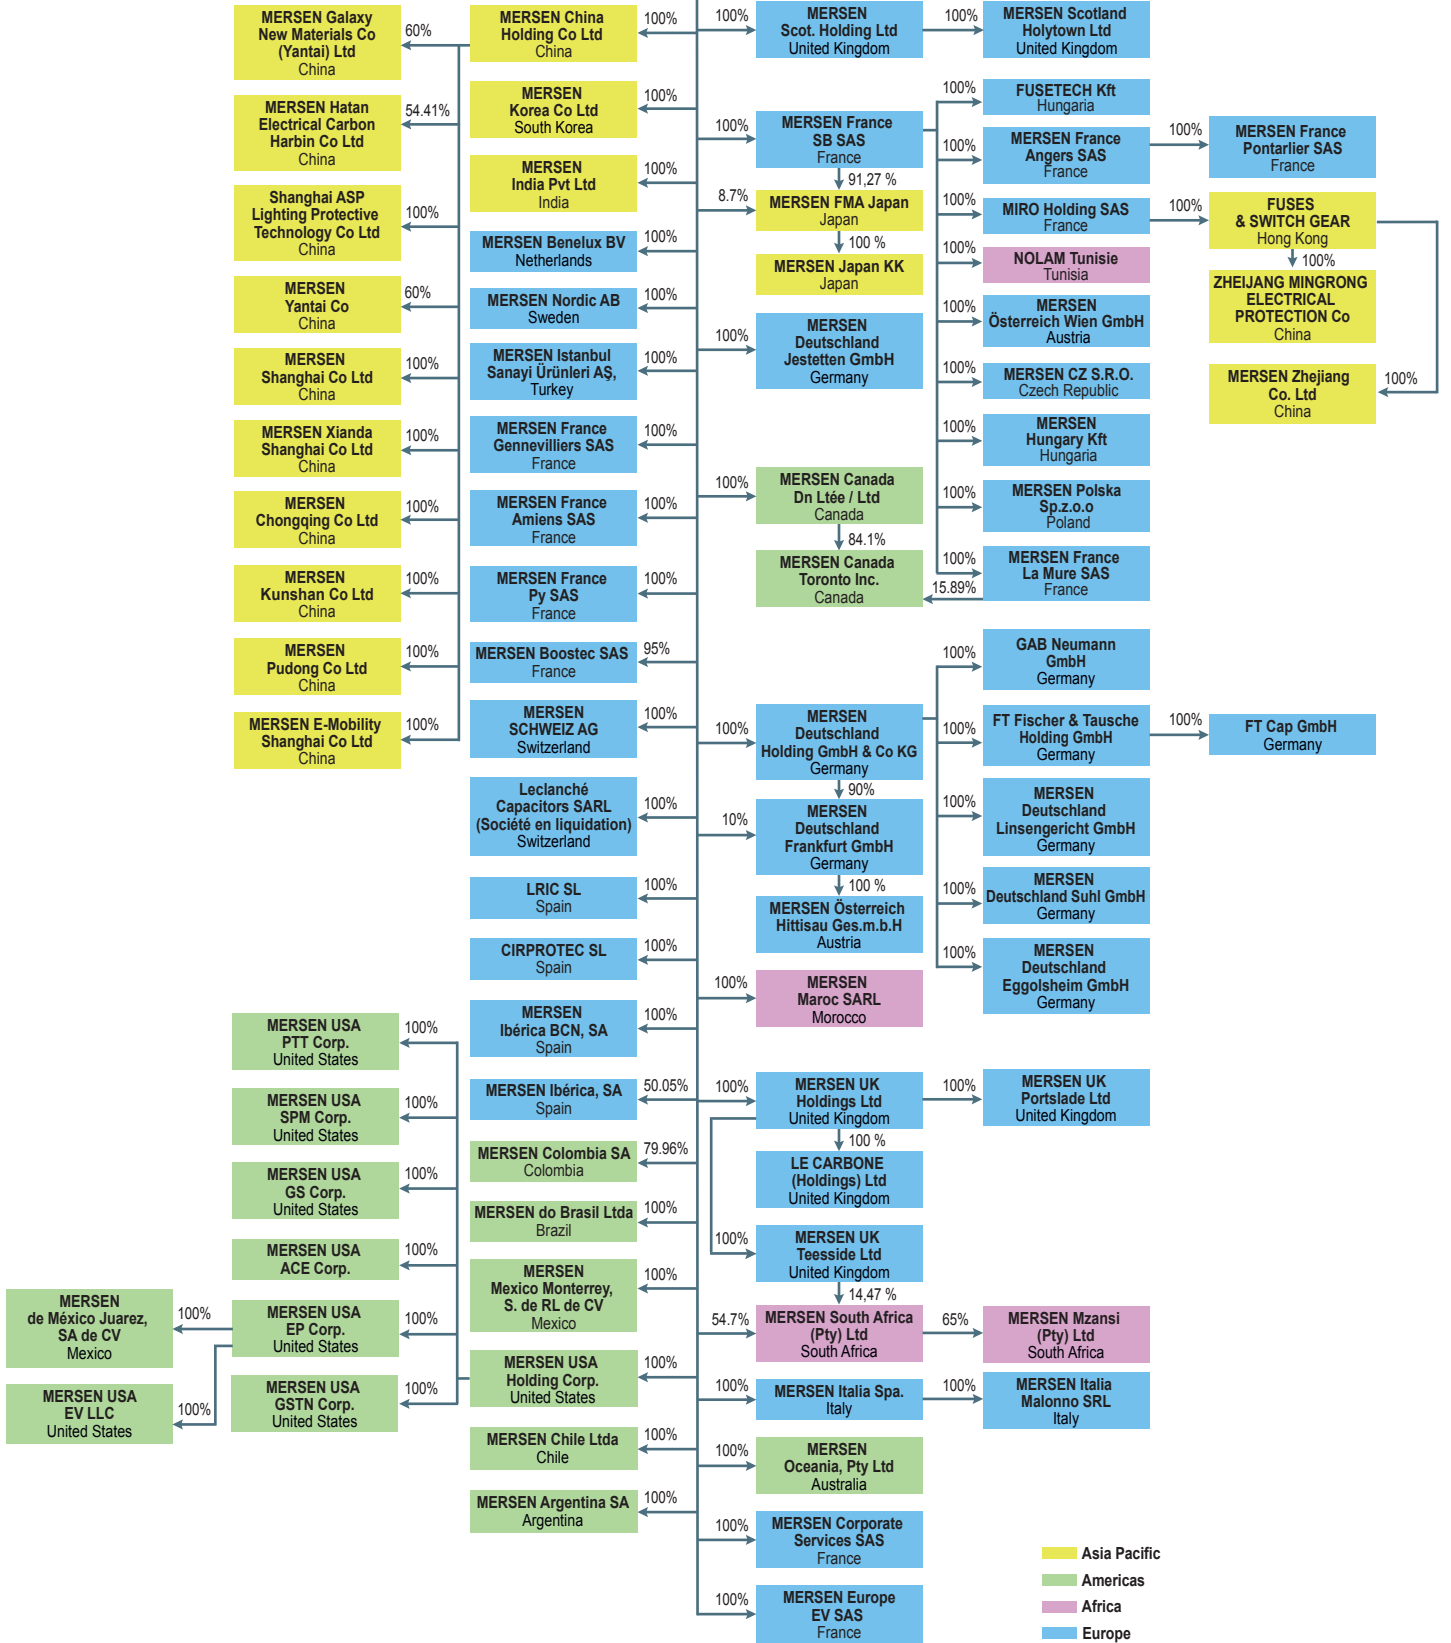 MERSEN Galaxy
New Materials Co
(Yantai) Ltd
China
60%
MERSEN Hatan
Electrical Carbon
Harbin Co Ltd
China
54.41%
Shanghai ASP
Lighting Protective
Technology Co Ltd
China
100%
MERSEN
Yantai Co
China
60%
MERSEN
Shanghai Co Ltd
China
100%
MERSEN Xianda
Shanghai Co Ltd
China
100%
MERSEN
Chongqing Co Ltd
China
100%
MERSEN
Kunshan Co Ltd
China
100%
MERSEN
Pudong Co Ltd
China
100%
MERSEN E-Mobility
Shanghai Co Ltd
China
100%
MERSEN USA
PTT Corp.
United States
100%
MERSEN USA
SPM Corp.
United States
100%
MERSEN USA
GS Corp.
United States
100%
MERSEN USA
ACE Corp.
100%
MERSEN
de México Juarez,
SA de CV
Mexico
100%
MERSEN USA
EP Corp.
United States
100%
MERSEN USA
EV LLC
United States
100%
MERSEN USA
GSTN Corp.
United States
100%
MERSEN China
Holding Co Ltd
China
100%
MERSEN
Korea Co Ltd
South Korea
100%
MERSEN
India Pvt Ltd
India
100%
MERSEN Benelux BV
Netherlands
100%
MERSEN Nordic AB
Sweden
100%
MERSEN Istanbul
Sanayi Ürünleri AŞ,
Turkey
100%
MERSEN France
Gennevilliers SAS
France
100%
MERSEN France
Amiens SAS
France
100%
MERSEN France
Py SAS
France
100%
MERSEN Boostec SAS
France
95%
MERSEN
SCHWEIZ AG
Switzerland
100%
Leclanché
Capacitors SARL
(Société en liquidation)
Switzerland
100%
LRIC SL
Spain
100%
CIRPROTEC SL
Spain
100%
MERSEN
Ibérica BCN, SA
Spain
100%
MERSEN Ibérica, SA
Spain
50.05%
MERSEN Colombia SA
Colombia
79.96%
MERSEN do Brasil Ltda
Brazil
100%
MERSEN
Mexico Monterrey,
S. de RL de CV
Mexico
100%
MERSEN USA
Holding Corp.
United States
100%
MERSEN Chile Ltda
Chile
100%
MERSEN Argentina SA
Argentina
100%
100%
MERSEN
Scot. Holding Ltd
United Kingdom
100%
MERSEN Scotland
Holytown Ltd
United Kingdom
100%
MERSEN France
SB SAS
France
91,27 %
8.7%
MERSEN FMA Japan
Japan
100 %
MERSEN Japan KK
Japan
100%
MERSEN
Deutschland
Jestetten GmbH
Germany
100%
MERSEN Canada
Dn Ltée / Ltd
Canada
84.1%
MERSEN Canada
Toronto Inc.
Canada
15.89%
100%
FUSETECH Kft
Hungaria
100%
MERSEN France
Angers SAS
France
100%
MERSEN France
Pontarlier SAS
France
100%
MIRO Holding SAS
France
100%
FUSES
& SWITCH GEAR
Hong Kong
100%
ZHEIJANG MINGRONG
ELECTRICAL
PROTECTION Co
China
MERSEN Zhejiang
Co. Ltd
China
100%
100%
NOLAM Tunisie
Tunisia
100%
MERSEN
Österreich Wien GmbH
Austria
100%
MERSEN CZ S.R.O.
Czech Republic
100%
MERSEN
Hungary Kft
Hungaria
100%
MERSEN Polska
Sp.z.o.o
Poland
100%
MERSEN France
La Mure SAS
France
100%
MERSEN
Deutschland
Holding GmbH & Co KG
Germany
90%
10%
MERSEN
Deutschland
Frankfurt GmbH
Germany
100 %
MERSEN Österreich
Hittisau Ges.m.b.H
Austria
100%
GAB Neumann
GmbH
Germany
100%
FT Fischer & Tausche
Holding GmbH
Germany
100%
FT Cap GmbH
Germany
100%
MERSEN
Deutschland
Linsengericht GmbH
Germany
100%
MERSEN
Deutschland Suhl GmbH
Germany
100%
MERSEN
Deutschland
Eggolsheim GmbH
Germany
100%
MERSEN
Maroc SARL
Morocco
100%
MERSEN UK
Holdings Ltd
United Kingdom
100%
MERSEN UK
Portslade Ltd
United Kingdom
100 %
LE CARBONE
(Holdings) Ltd
United Kingdom
100%
MERSEN UK
Teesside Ltd
United Kingdom
14,47 %
54.7%
MERSEN South Africa
(Pty) Ltd
South Africa
65%
MERSEN Mzansi
(Pty) Ltd
South Africa
100%
MERSEN Italia Spa.
Italy
100%
MERSEN Italia
Malonno SRL
Italy
100%
MERSEN
Oceania, Pty Ltd
Australia
100%
MERSEN Corporate
Services SAS
France
100%
MERSEN Europe
EV SAS
France
Asia Pacific
Americas
Africa
Europe